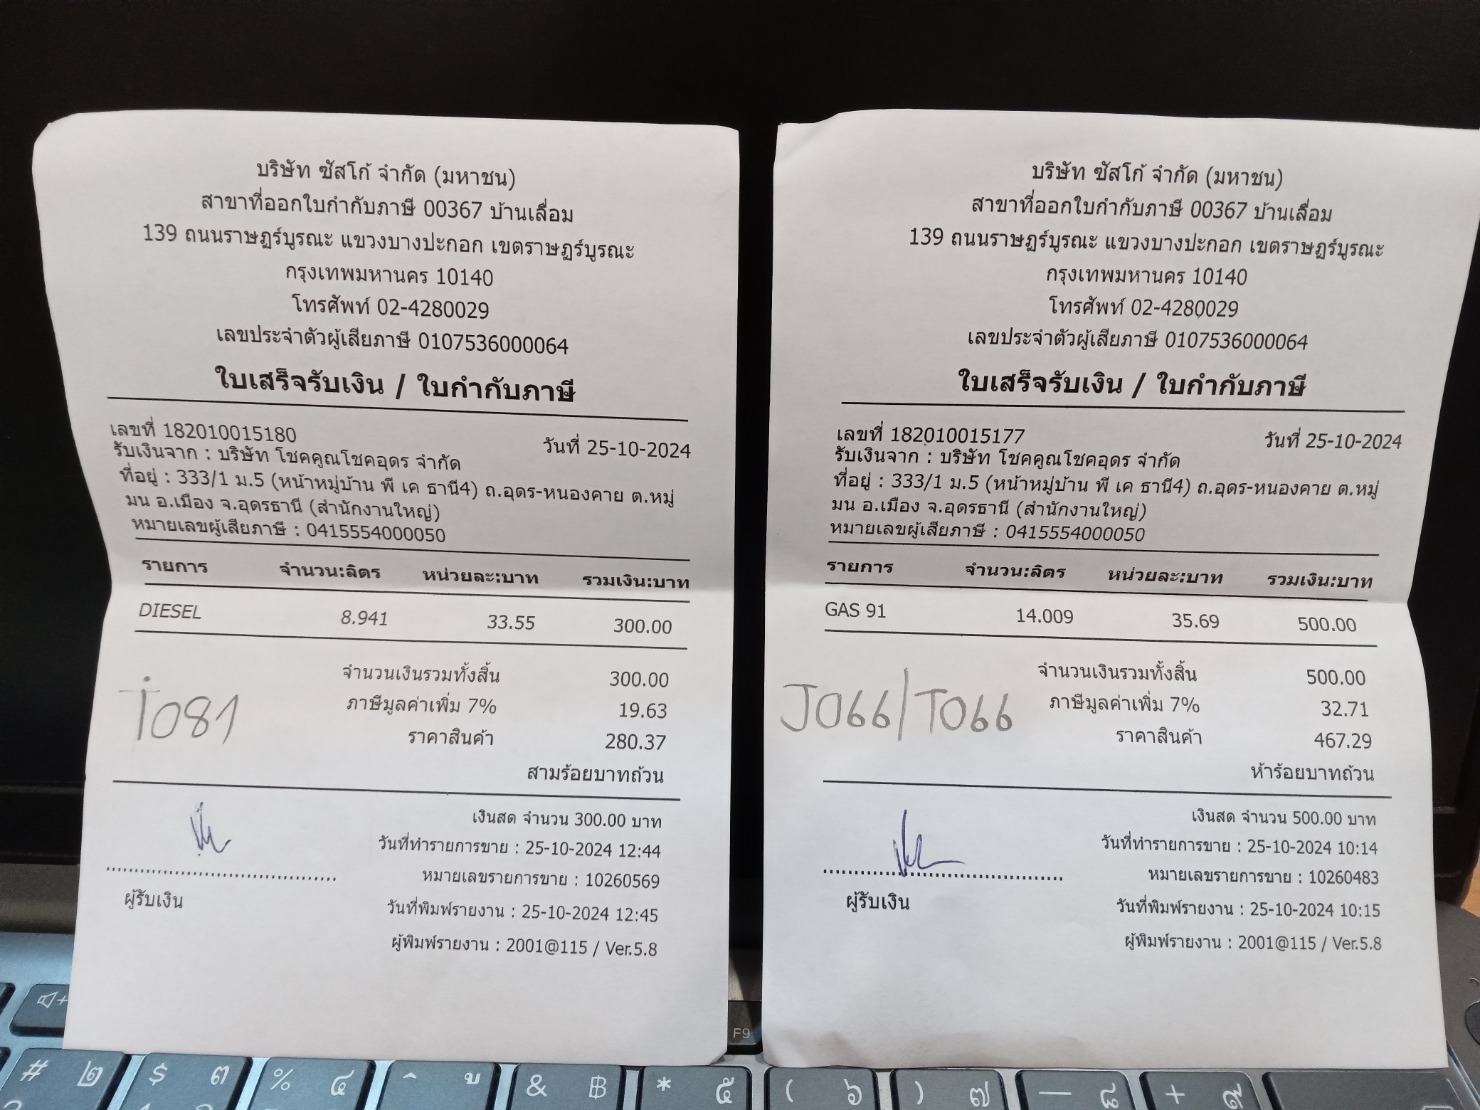 บริษัท ซัสโก้ จำกัด (มหาชน)
สาขาที่ออกใบกำกับภาษี 00367 บ้านเลื่อม
139 ถนนราษฎร์บูรณะ แขวงบางปะกอก เขตราษฎร์บูรณะ
กรุงเทพมหานคร 10140
โทรศัพท์ 02-4280029
เลขประจำตัวผู้เสียภาษี 0107536000064
ใบเสร็จรับเงิน / ใบกำกับภาษี
เลขที่ 182010015180 วันที่ 25-10-2024
รับเงินจาก : บริษัท โชคคูณโชคอุดร จำกัด
ที่อยู่ : 333/1 ม.5 (หน้าหมู่บ้าน พี เค ธานี4) ถ.อุดร-หนองคาย ต.หมู่
มน อ.เมือง จ.อุดรธานี (สำนักงานใหญ่)
หมายเลขผู้เสียภาษี : 0415554000050
รายการ จำนวน:ลิตร หน่วยละ:บาท รวมเงิน:บาท
DIESEL 8.941 33.55 300.00
จำนวนเงินรวมทั้งสิ้น 300.00
ภาษีมูลค่าเพิ่ม 7% 19.63
T081
ราคาสินค้า 280.37
สามร้อยบาทถ้วน
เงินสด จำนวน 300.00 บาท
วันที่ทำรายการขาย : 25-10-2024 12:44
หมายเลขรายการขาย : 10260569
ผู้รับเงิน
วันที่พิมพ์รายงาน : 25-10-2024 12:45
ผู้พิมพ์รายงาน : 2001@115 / Ver.5.8
บริษัท ซัสโก้ จำกัด (มหาชน)
สาขาที่ออกใบกำกับภาษี 00367 บ้านเลื่อม
139 ถนนราษฎร์บูรณะ แขวงบางปะกอก เขตราษฎร์บูรณะ
กรุงเทพมหานคร 10140
โทรศัพท์ 02-4280029
เลขประจำตัวผู้เสียภาษี 0107536000064
ใบเสร็จรับเงิน / ใบกำกับภาษี
เลขที่ 182010015177 วันที่ 25-10-2024
รับเงินจาก : บริษัท โชคคูณโชคอุดร จำกัด
ที่อยู่ : 333/1 ม.5 (หน้าหมู่บ้าน พี เค ธานี4) ถ.อุดร-หนองคาย ต.หมู่
มน อ.เมือง จ.อุดรธานี (สำนักงานใหญ่)
หมายเลขผู้เสียภาษี : 0415554000050
รายการ จำนวน:ลิตร หน่วยละ:บาท รวมเงิน:บาท
GAS 91 14.009 35.69 500.00
จำนวนเงินรวมทั้งสิ้น 500.00
J066/T066
ภาษีมูลค่าเพิ่ม 7% 32.71
ราคาสินค้า 467.29
ห้าร้อยบาทถ้วน
เงินสด จำนวน 500.00 บาท
วันที่ทำรายการขาย : 25-10-2024 10:14
หมายเลขรายการขาย : 10260483
ผู้รับเงิน
วันที่พิมพ์รายงาน : 25-10-2024 10:15
ผู้พิมพ์รายงาน : 2001@115 / Ver.5.8
F9
# ๒ $ ๓ % ๔ ^ ู & ฿ * ๕ ( ๖ ) ๗ — ๘ + ๙